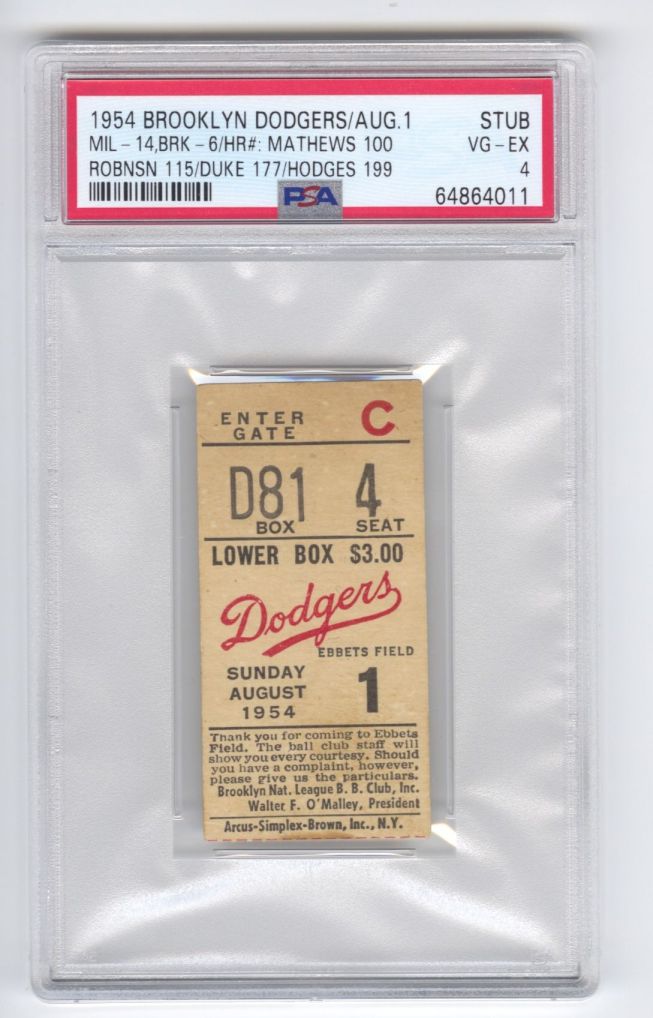 1954 BROOKLYN DODGERS/AUG.1 STUB
MIL - 14,BRK - 6/HR#: MATHEWS 100 VG-EX
ROBNSN 115/DUKE 177/HODGES 199 4
PSA 64864011
ENTER GATE C
D81 4
BOX SEAT
LOWER BOX $3.00
Dodgers
EBBETS FIELD
SUNDAY
AUGUST 1
1954
Thank you for coming to Ebbets
Field. The ball club staff will
show you every courtesy. Should
you have a complaint, however,
please give us the particulars.
Brooklyn Nat. League B. B. Club, Inc.
Walter F. O'Malley, President
Arcus-Simplex-Brown, Inc., N.Y.